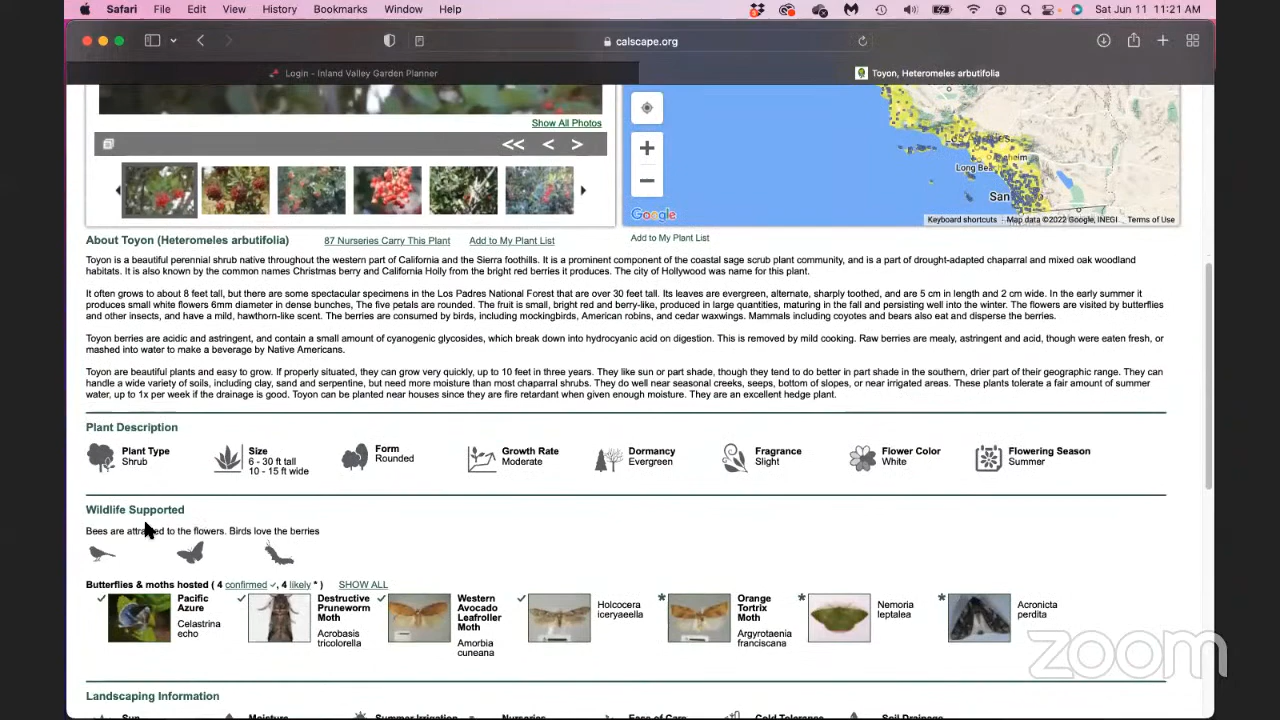 Safari File Edit View History Bookmarks Window Help Sat Jun 11 11:21 AM
calscape.org
Login - Inland Valley Garden Planner
Toyon, Heteromeles arbutifolia
Show All Photos
<< < >
LOS ANGELES
Anaheim
Long Bea
San
Google
Keyboard shortcuts Map data ©2022 Google, INEGI Terms of Use
About Toyon (Heteromeles arbutifolia) 87 Nurseries Carry This Plant Add to My Plant List
Add to My Plant List
Toyon is a beautiful perennial shrub native throughout the western part of California and the Sierra foothills. It is a prominent component of the coastal sage scrub plant community, and is a part of drought-adapted chaparral and mixed oak woodland
habitats. It is also known by the common names Christmas berry and California Holly from the bright red berries it produces. The city of Hollywood was name for this plant.
It often grows to about 8 feet tall, but there are some spectacular specimens in the Los Padres National Forest that are over 30 feet tall. Its leaves are evergreen, alternate, sharply toothed, and are 5 cm in length and 2 cm wide. In the early summer it
produces small white flowers 6mm diameter in dense bunches, The five petals are rounded. The fruit is small, bright red and berry-like, produced in large quantities, maturing in the fall and persisting well into the winter. The flowers are visited by butterflies
and other insects, and have a mild, hawthorn-like scent. The berries are consumed by birds, including mockingbirds, American robins, and cedar waxwings. Mammals including coyotes and bears also eat and disperse the berries.
Toyon berries are acidic and astringent, and contain a small amount of cyanogenic glycosides, which break down into hydrocyanic acid on digestion. This is removed by mild cooking. Raw berries are mealy, astringent and acid, though were eaten fresh, or
mashed into water to make a beverage by Native Americans.
Toyon are beautiful plants and easy to grow. If properly situated, they can grow very quickly, up to 10 feet in three years. They like sun or part shade, though they tend to do better in part shade in the southern, drier part of their geographic range. They can
handle a wide variety of soils, including clay, sand and serpentine, but need more moisture than most chaparral shrubs. They do well near seasonal creeks, seeps, bottom of slopes, or near irrigated areas. These plants tolerate a fair amount of summer
water, up to 1x per week if the drainage is good. Toyon can be planted near houses since they are fire retardant when given enough moisture. They are an excellent hedge plant.
Plant Description
Plant Type
Shrub
Size
6 - 30 ft tall
10 - 15 ft wide
Form
Rounded
Growth Rate
Moderate
Dormancy
Evergreen
Fragrance
Slight
Flower Color
White
Flowering Season
Summer
Wildlife Supported
Bees are attracted to the flowers. Birds love the berries
Butterflies & moths hosted ( 4 confirmed ✓, 4 likely * ) SHOW ALL
Pacific Azure
Celastrina echo
Destructive Pruneworm Moth
Acrobasis tricolorella
Western Avocado Leafroller Moth
Amorbia cuneana
Holcocera iceryaeella
Orange Tortrix Moth
Argyrotaenia franciscana
Nemoria leptalea
Acronicta perdita
zoom
Landscaping Information
Sun Moisture Summer Irrigation Nurseries Ease of Care Cold Tolerance Soil Drainage